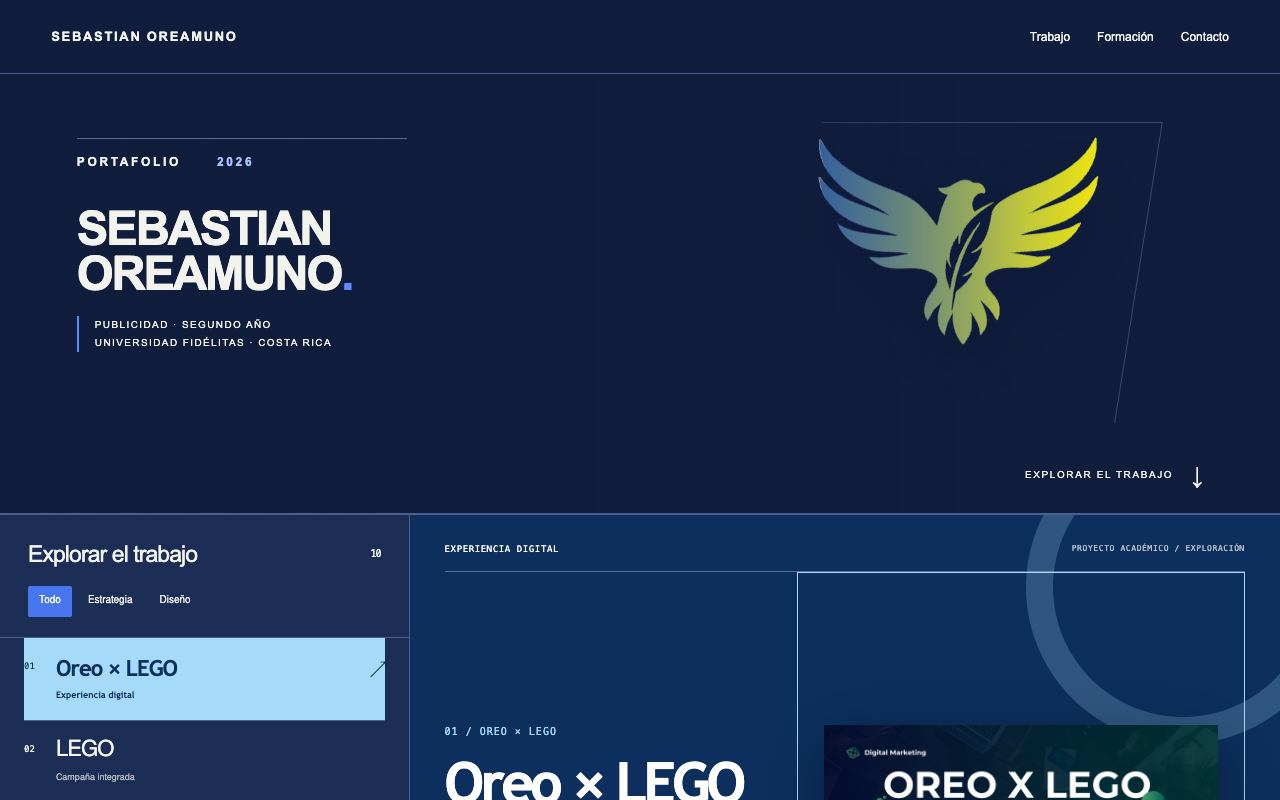 SEBASTIAN OREAMUNO
Trabajo Formación Contacto
PORTAFOLIO 2026
SEBASTIAN
OREAMUNO.
PUBLICIDAD · SEGUNDO AÑO
UNIVERSIDAD FIDÉLITAS · COSTA RICA
EXPLORAR EL TRABAJO ↓
Explorar el trabajo 10
Todo Estrategia Diseño
01 Oreo × LEGO
Experiencia digital
02 LEGO
Campaña integrada
EXPERIENCIA DIGITAL
PROYECTO ACADÉMICO / EXPLORACIÓN
01 / OREO × LEGO
Oreo × LEGO
Digital Marketing
OREO X LEGO